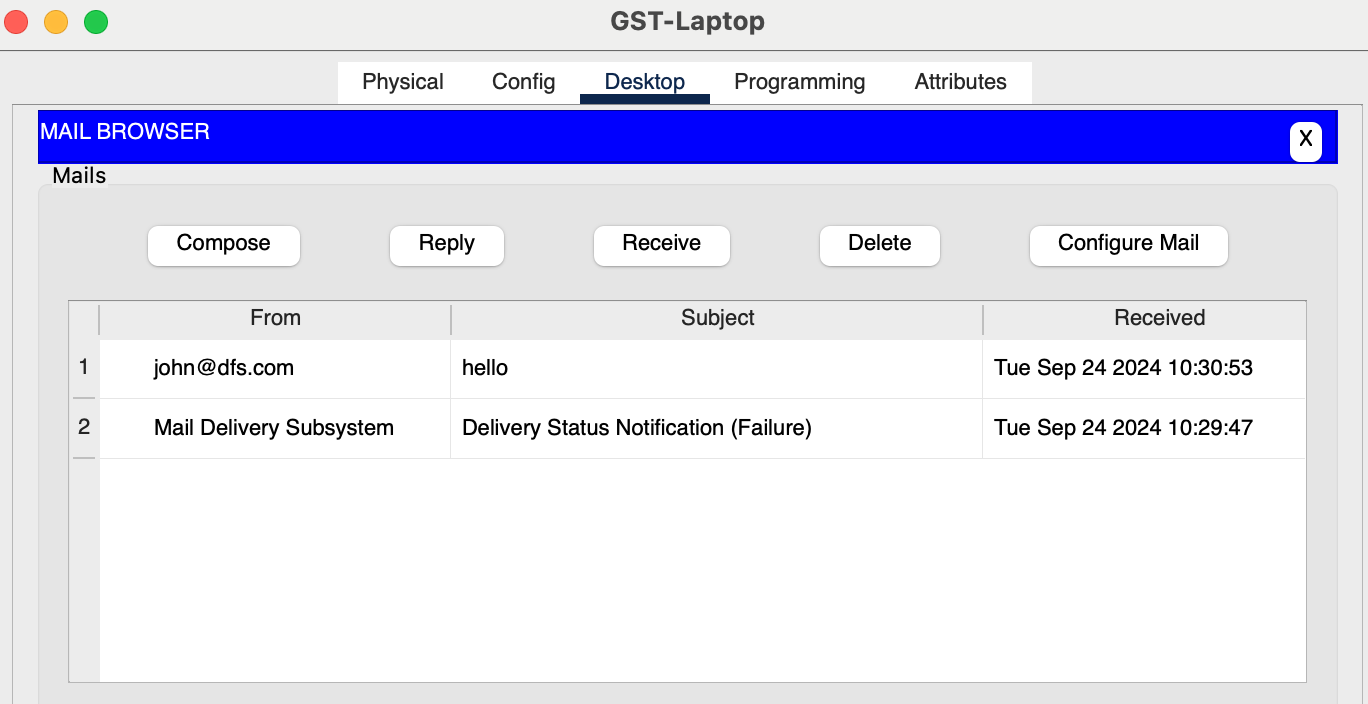 GST-Laptop
Physical Config Desktop Programming Attributes
MAIL BROWSER X
Mails
Compose Reply Receive Delete Configure Mail
From Subject Received
1 john@dfs.com hello Tue Sep 24 2024 10:30:53
2 Mail Delivery Subsystem Delivery Status Notification (Failure) Tue Sep 24 2024 10:29:47